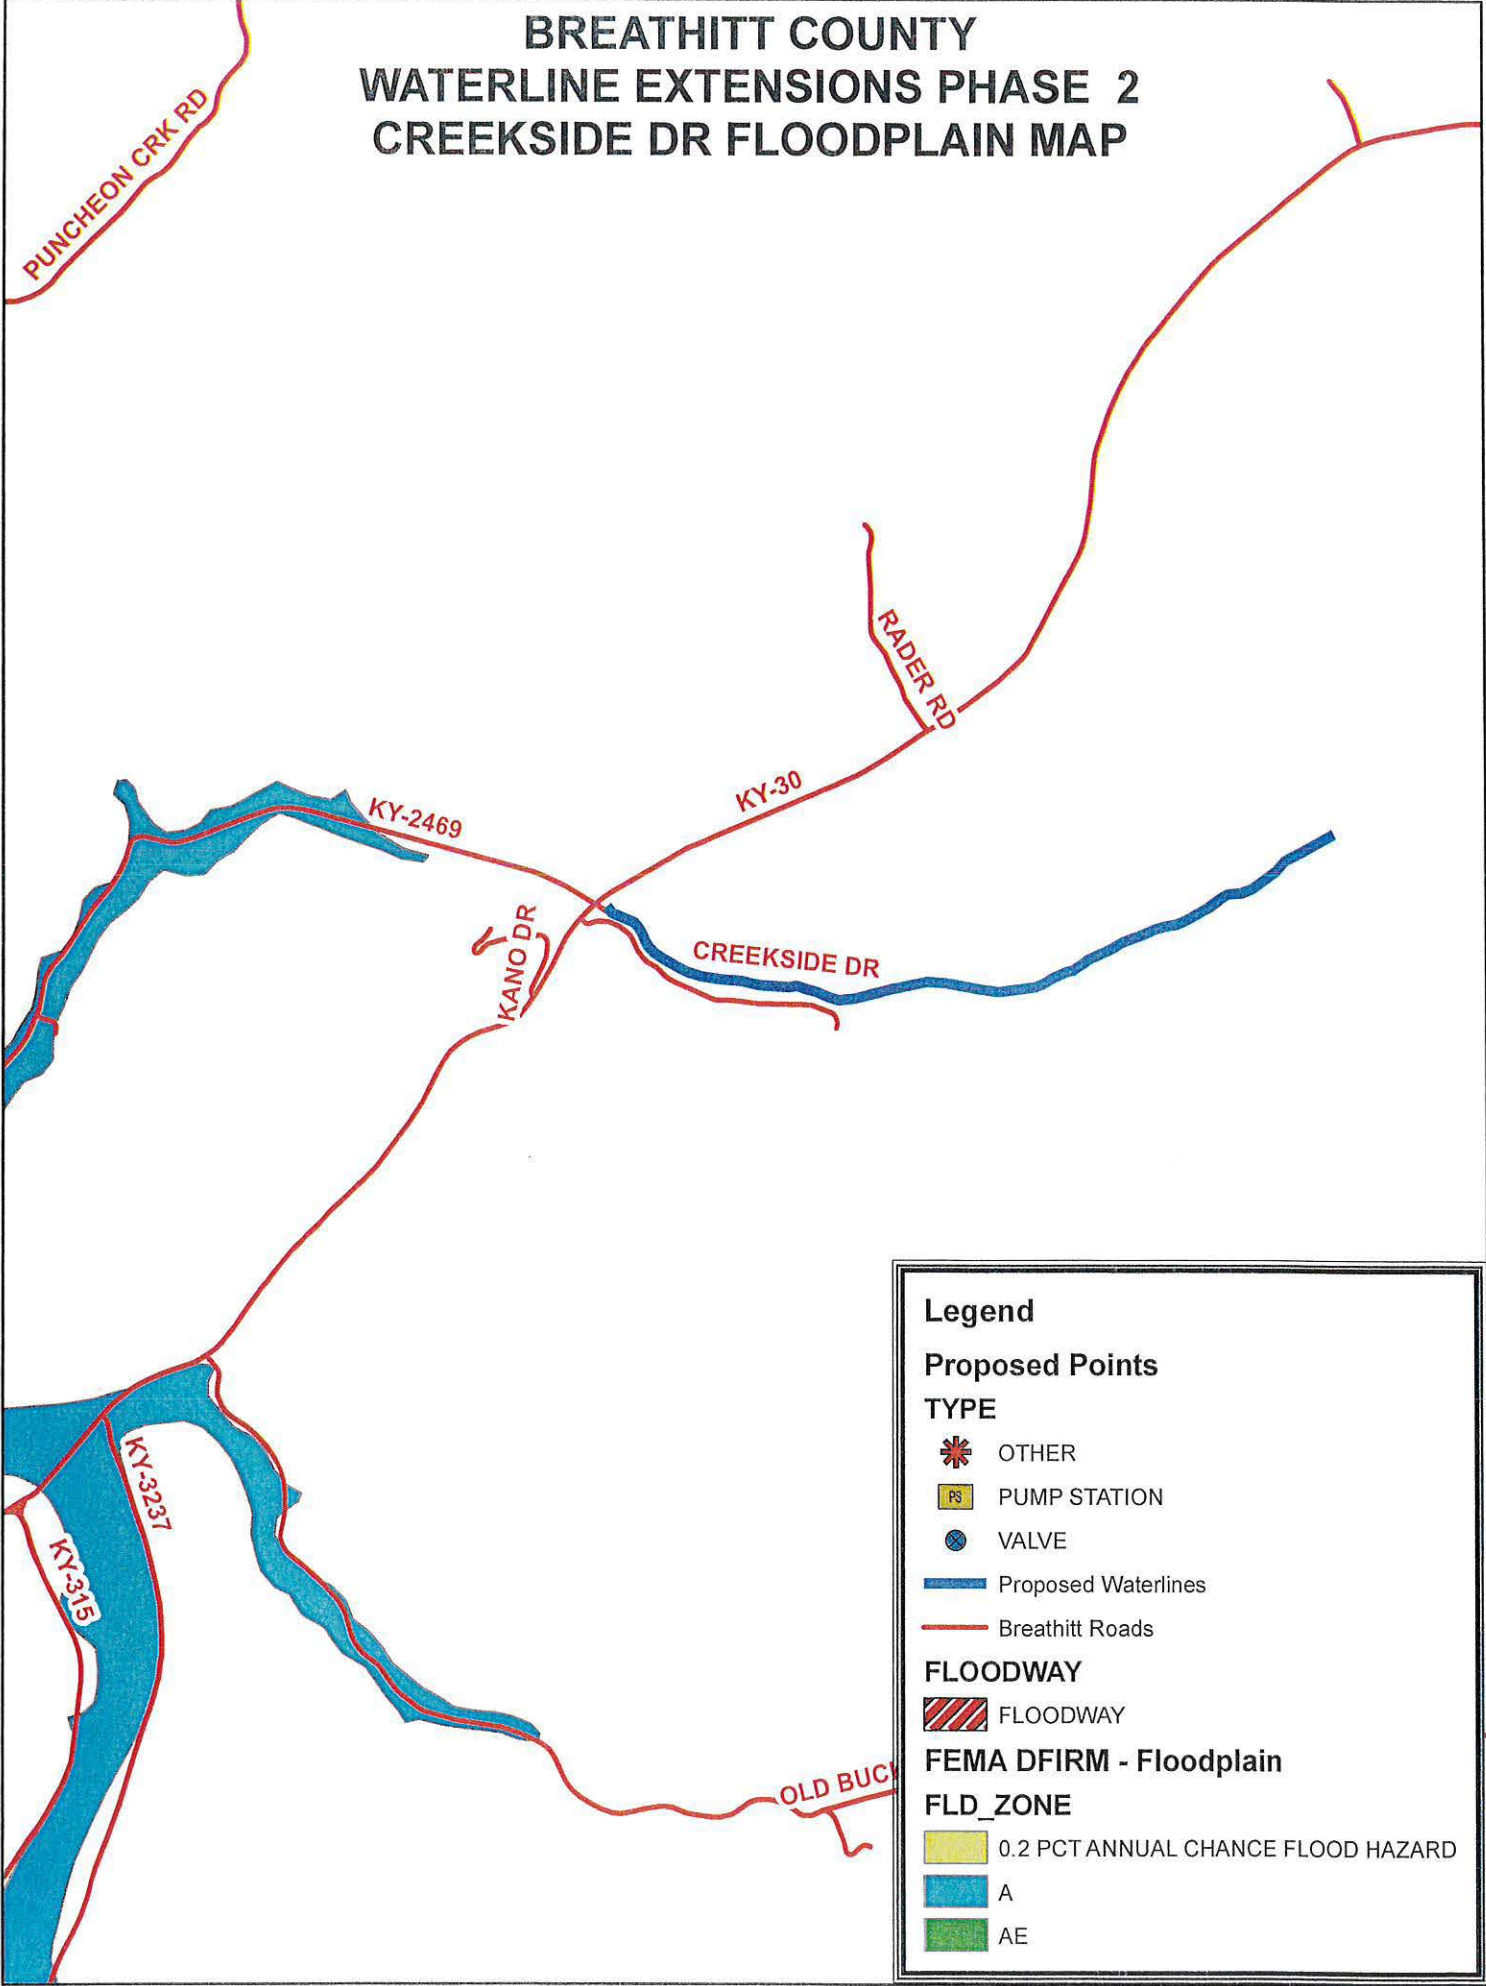 BREATHITT COUNTY
WATERLINE EXTENSIONS PHASE 2
CREEKSIDE DR FLOODPLAIN MAP
PUNCHEON CRK RD
RADER RD
KY-30
KY-2469
KANO DR
CREEKSIDE DR
KY-3237
KY-315
OLD BUCK
Legend
Proposed Points
TYPE
OTHER
PS PUMP STATION
VALVE
Proposed Waterlines
Breathitt Roads
FLOODWAY
FLOODWAY
FEMA DFIRM - Floodplain
FLD_ZONE
0.2 PCT ANNUAL CHANCE FLOOD HAZARD
A
AE